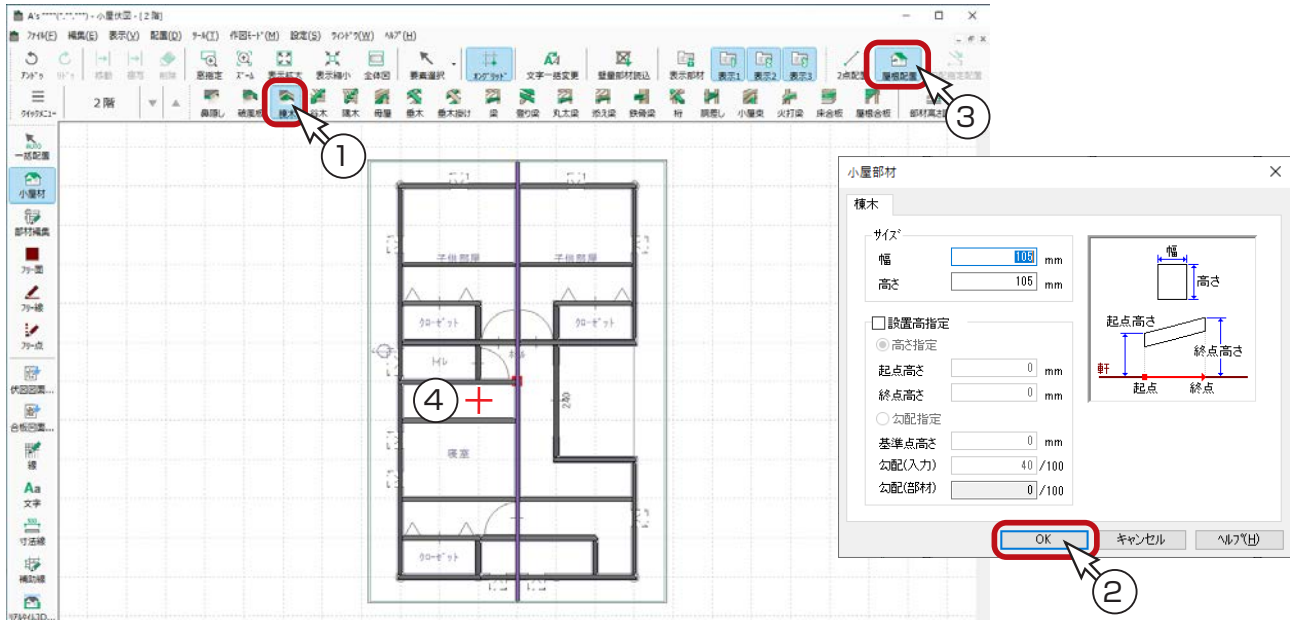 A's ****(*.**.***) - 小屋伏図 - [2 階]
ﾌｧｲﾙ(F) 編集(E) 表示(V) 配置(D) ﾂｰﾙ(T) 作図ﾓｰﾄﾞ(M) 設定(S) ｳｨﾝﾄﾞｳ(W) ﾍﾙﾌﾟ(H)
ｱﾝﾄﾞｩ ﾘﾄﾞｩ 移動 複写 削除 窓指定 ｽﾞｰﾑ 表示拡大 表示縮小 全体図 要素選択 ｵﾝｸﾞﾘｯﾄﾞ 文字一括変更 壁量部材読込 表示部材 表示1 表示2 表示3 2点配置 屋根配置
ｸｲｯｸﾒﾆｭｰ 2 階 鼻隠し 破風板 棟木 谷木 隅木 母屋 垂木 垂木掛け 梁 登り梁 丸太梁 添え梁 鉄骨梁 桁 胴差し 小屋束 火打梁 床合板 屋根合板
①
③
AUTO
一括配置
小屋材
部材編集
ﾌﾘｰ面
ﾌﾘｰ線
ﾌﾘｰ点
伏図図面...
合板図面...
線
Aa
文字
寸法線
補助線
ﾘｱﾙﾀｲﾑ3D...
子供部屋 子供部屋
ｸﾛｰｾﾞｯﾄ ｸﾛｰｾﾞｯﾄ
ﾄｲﾚ ﾎｰﾙ
④
240
寝室
ｸﾛｰｾﾞｯﾄ
小屋部材
棟木
ｻｲｽﾞ
幅 105 mm
高さ 105 mm
設置高指定
高さ指定
起点高さ 0 mm
終点高さ 0 mm
勾配指定
基準点高さ 0 mm
勾配(入力) 40 /100
勾配(部材) 0 /100
幅
高さ
起点高さ
終点高さ
軒
起点 終点
OK キャンセル ﾍﾙﾌﾟ(H)
②